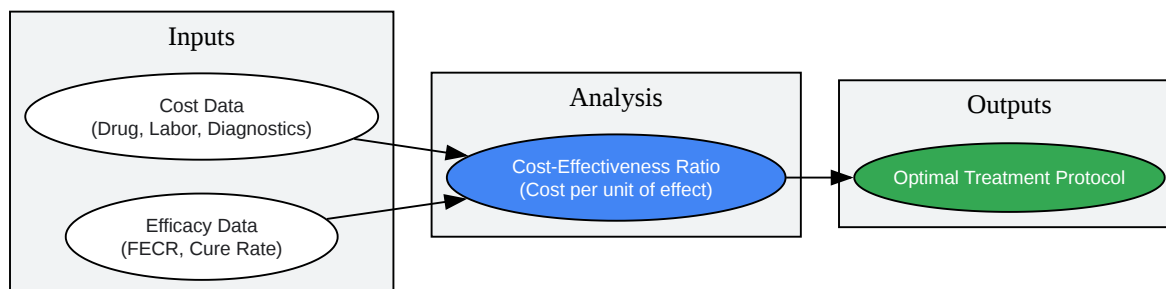 Inputs
Cost Data
(Drug, Labor, Diagnostics)
Efficacy Data
(FECR, Cure Rate)
Analysis
Cost-Effectiveness Ratio
(Cost per unit of effect)
Outputs
Optimal Treatment Protocol